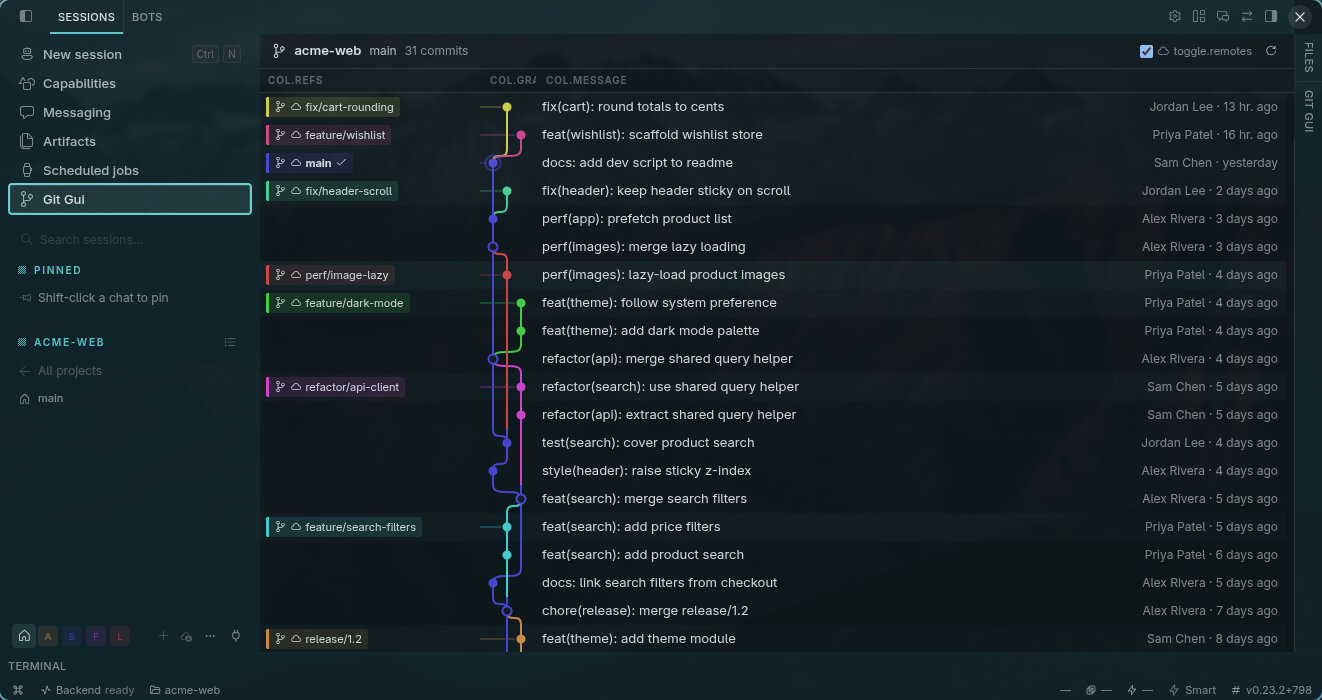 SESSIONS BOTS
New session Ctrl N
Capabilities
Messaging
Artifacts
Scheduled jobs
Git Gui
Search sessions...
PINNED
Shift-click a chat to pin
ACME-WEB
All projects
main
A B F L
acme-web main 31 commits toggle.remotes
COL.REFS COL.GRA COL.MESSAGE
fix/cart-rounding fix(cart): round totals to cents Jordan Lee · 13 hr. ago
feature/wishlist feat(wishlist): scaffold wishlist store Priya Patel · 16 hr. ago
main docs: add dev script to readme Sam Chen · yesterday
fix/header-scroll fix(header): keep header sticky on scroll Jordan Lee · 2 days ago
perf(app): prefetch product list Alex Rivera · 3 days ago
perf(images): merge lazy loading Alex Rivera · 3 days ago
perf/image-lazy perf(images): lazy-load product images Priya Patel · 4 days ago
feature/dark-mode feat(theme): follow system preference Priya Patel · 4 days ago
feat(theme): add dark mode palette Priya Patel · 4 days ago
refactor(api): merge shared query helper Alex Rivera · 4 days ago
refactor/api-client refactor(search): use shared query helper Sam Chen · 5 days ago
refactor(api): extract shared query helper Sam Chen · 5 days ago
test(search): cover product search Jordan Lee · 4 days ago
style(header): raise sticky z-index Alex Rivera · 4 days ago
feat(search): merge search filters Alex Rivera · 5 days ago
feature/search-filters feat(search): add price filters Priya Patel · 5 days ago
feat(search): add product search Priya Patel · 6 days ago
docs: link search filters from checkout Alex Rivera · 5 days ago
chore(release): merge release/1.2 Alex Rivera · 7 days ago
release/1.2 feat(theme): add theme module Sam Chen · 8 days ago
FILES
GIT GUI
TERMINAL
Backend ready acme-web — — — Smart # v0.23.2+798